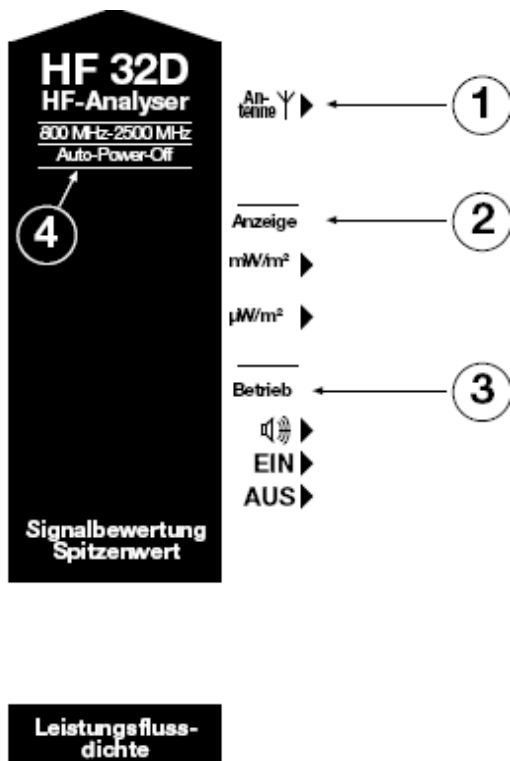 HF 32D
HF-Analyser
800 MHz-2500 MHz
Auto-Power-Off
4
An-
tenne
1
Anzeige
2
mW/m²
µW/m²
Betrieb
3
EIN
AUS
Signalbewertung
Spitzenwert
Leistungsfluss-
dichte